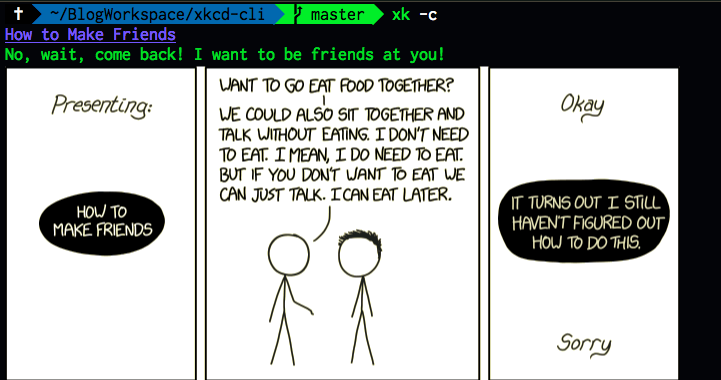 ✝ ~/BlogWorkspace/xkcd-cli master xk -c
How to Make Friends
No, wait, come back! I want to be friends at you!
Presenting:
HOW TO
MAKE FRIENDS
WANT TO GO EAT FOOD TOGETHER?
WE COULD ALSO SIT TOGETHER AND
TALK WITHOUT EATING. I DON'T NEED
TO EAT. I MEAN, I DO NEED TO EAT.
BUT IF YOU DON'T WANT TO EAT WE
CAN JUST TALK. I CAN EAT LATER.
Okay
IT TURNS OUT I STILL
HAVEN'T FIGURED OUT
HOW TO DO THIS.
Sorry